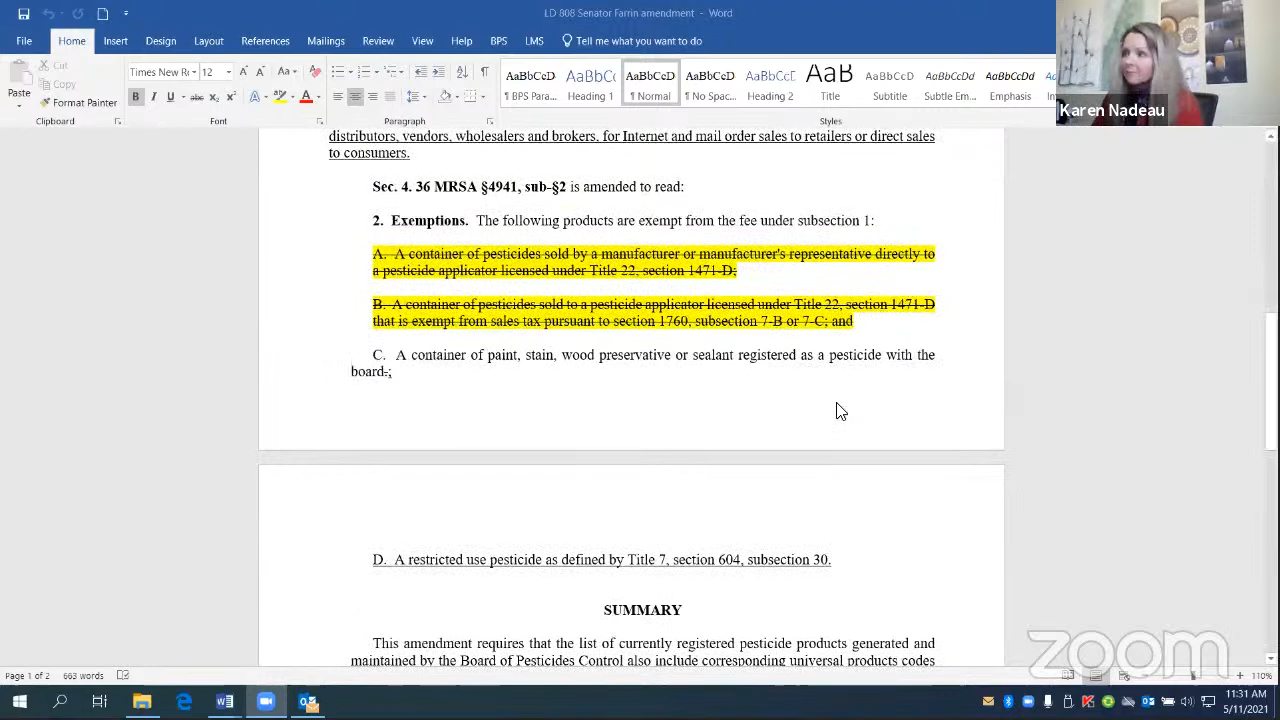 LD 808 Senator Farrin amendment - Word
File Home Insert Design Layout References Mailings Review View Help BPS LMS Tell me what you want to do
Paste
Cut
Copy
Format Painter
Times New Ro 12
AaBbCcD AaBbC AaBbCcD AaBbCcD AaBbCcD AaB AaBbCcD AaBbCcDd AaBbCcDd
¶ BPS Para... Heading 1 ¶ Normal ¶ No Spac... Heading 2 Title Subtitle Subtle Em... Emphasis
Clipboard Font Paragraph Styles
Karen Nadeau
distributors, vendors, wholesalers and brokers, for Internet and mail order sales to retailers or direct sales
to consumers.
Sec. 4. 36 MRSA §4941, sub-§2 is amended to read:
2. Exemptions. The following products are exempt from the fee under subsection 1:
A. A container of pesticides sold by a manufacturer or manufacturer's representative directly to
a pesticide applicator licensed under Title 22, section 1471-D;
B. A container of pesticides sold to a pesticide applicator licensed under Title 22, section 1471-D
that is exempt from sales tax pursuant to section 1760, subsection 7-B or 7-C; and
C. A container of paint, stain, wood preservative or sealant registered as a pesticide with the
board.;
D. A restricted use pesticide as defined by Title 7, section 604, subsection 30.
SUMMARY
This amendment requires that the list of currently registered pesticide products generated and
maintained by the Board of Pesticides Control also include corresponding universal products codes
zoom
Page 1 of 2 663 words
110%
11:31 AM
5/11/2021